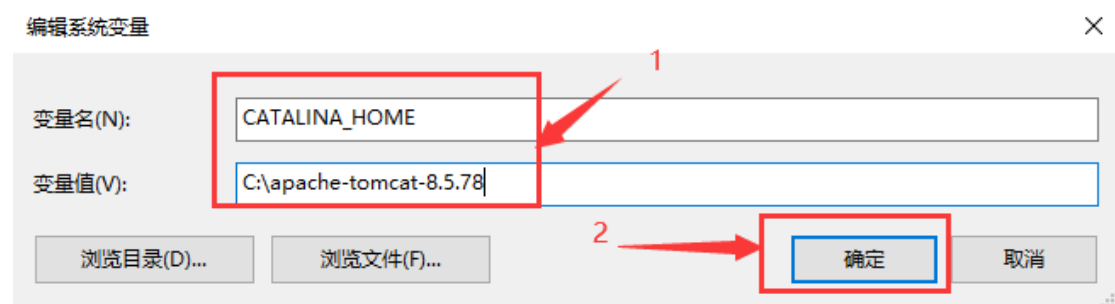 编辑系统变量
1
变量名(N):
CATALINA_HOME
变量值(V):
C:\apache-tomcat-8.5.78
2
浏览目录(D)...
浏览文件(F)...
确定
取消